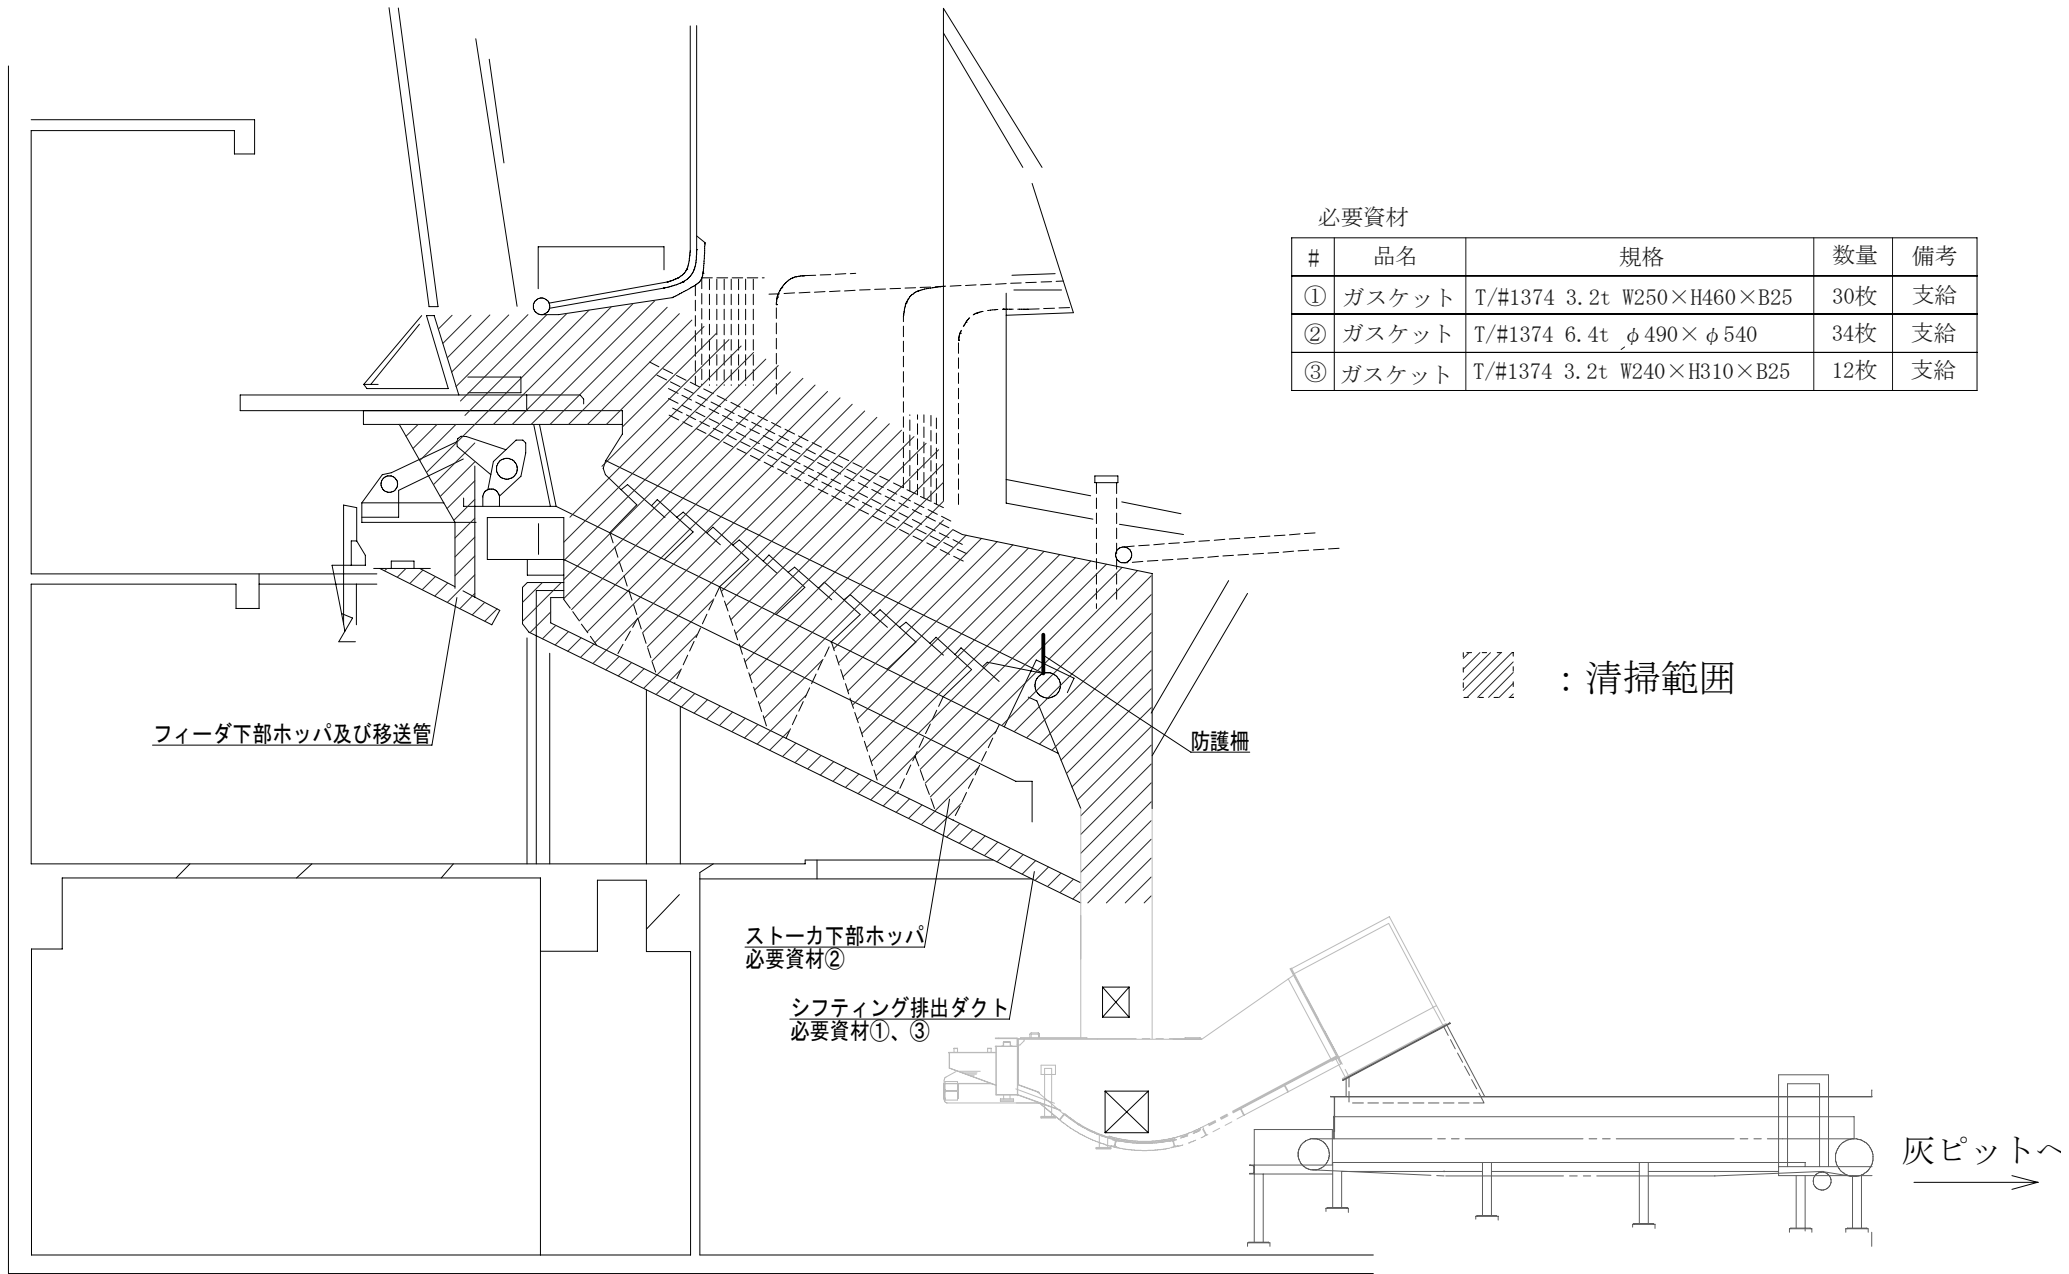 必要資材
# 品名 規格 数量 備考
① ガスケット T/#1374 3.2t W250×H460×B25 30枚 支給
② ガスケット T/#1374 6.4t φ490×φ540 34枚 支給
③ ガスケット T/#1374 3.2t W240×H310×B25 12枚 支給
：清掃範囲
フィーダ下部ホッパ及び移送管
防護柵
ストーカ下部ホッパ
必要資材②
シフティング排出ダクト
必要資材①、③
灰ピットへ